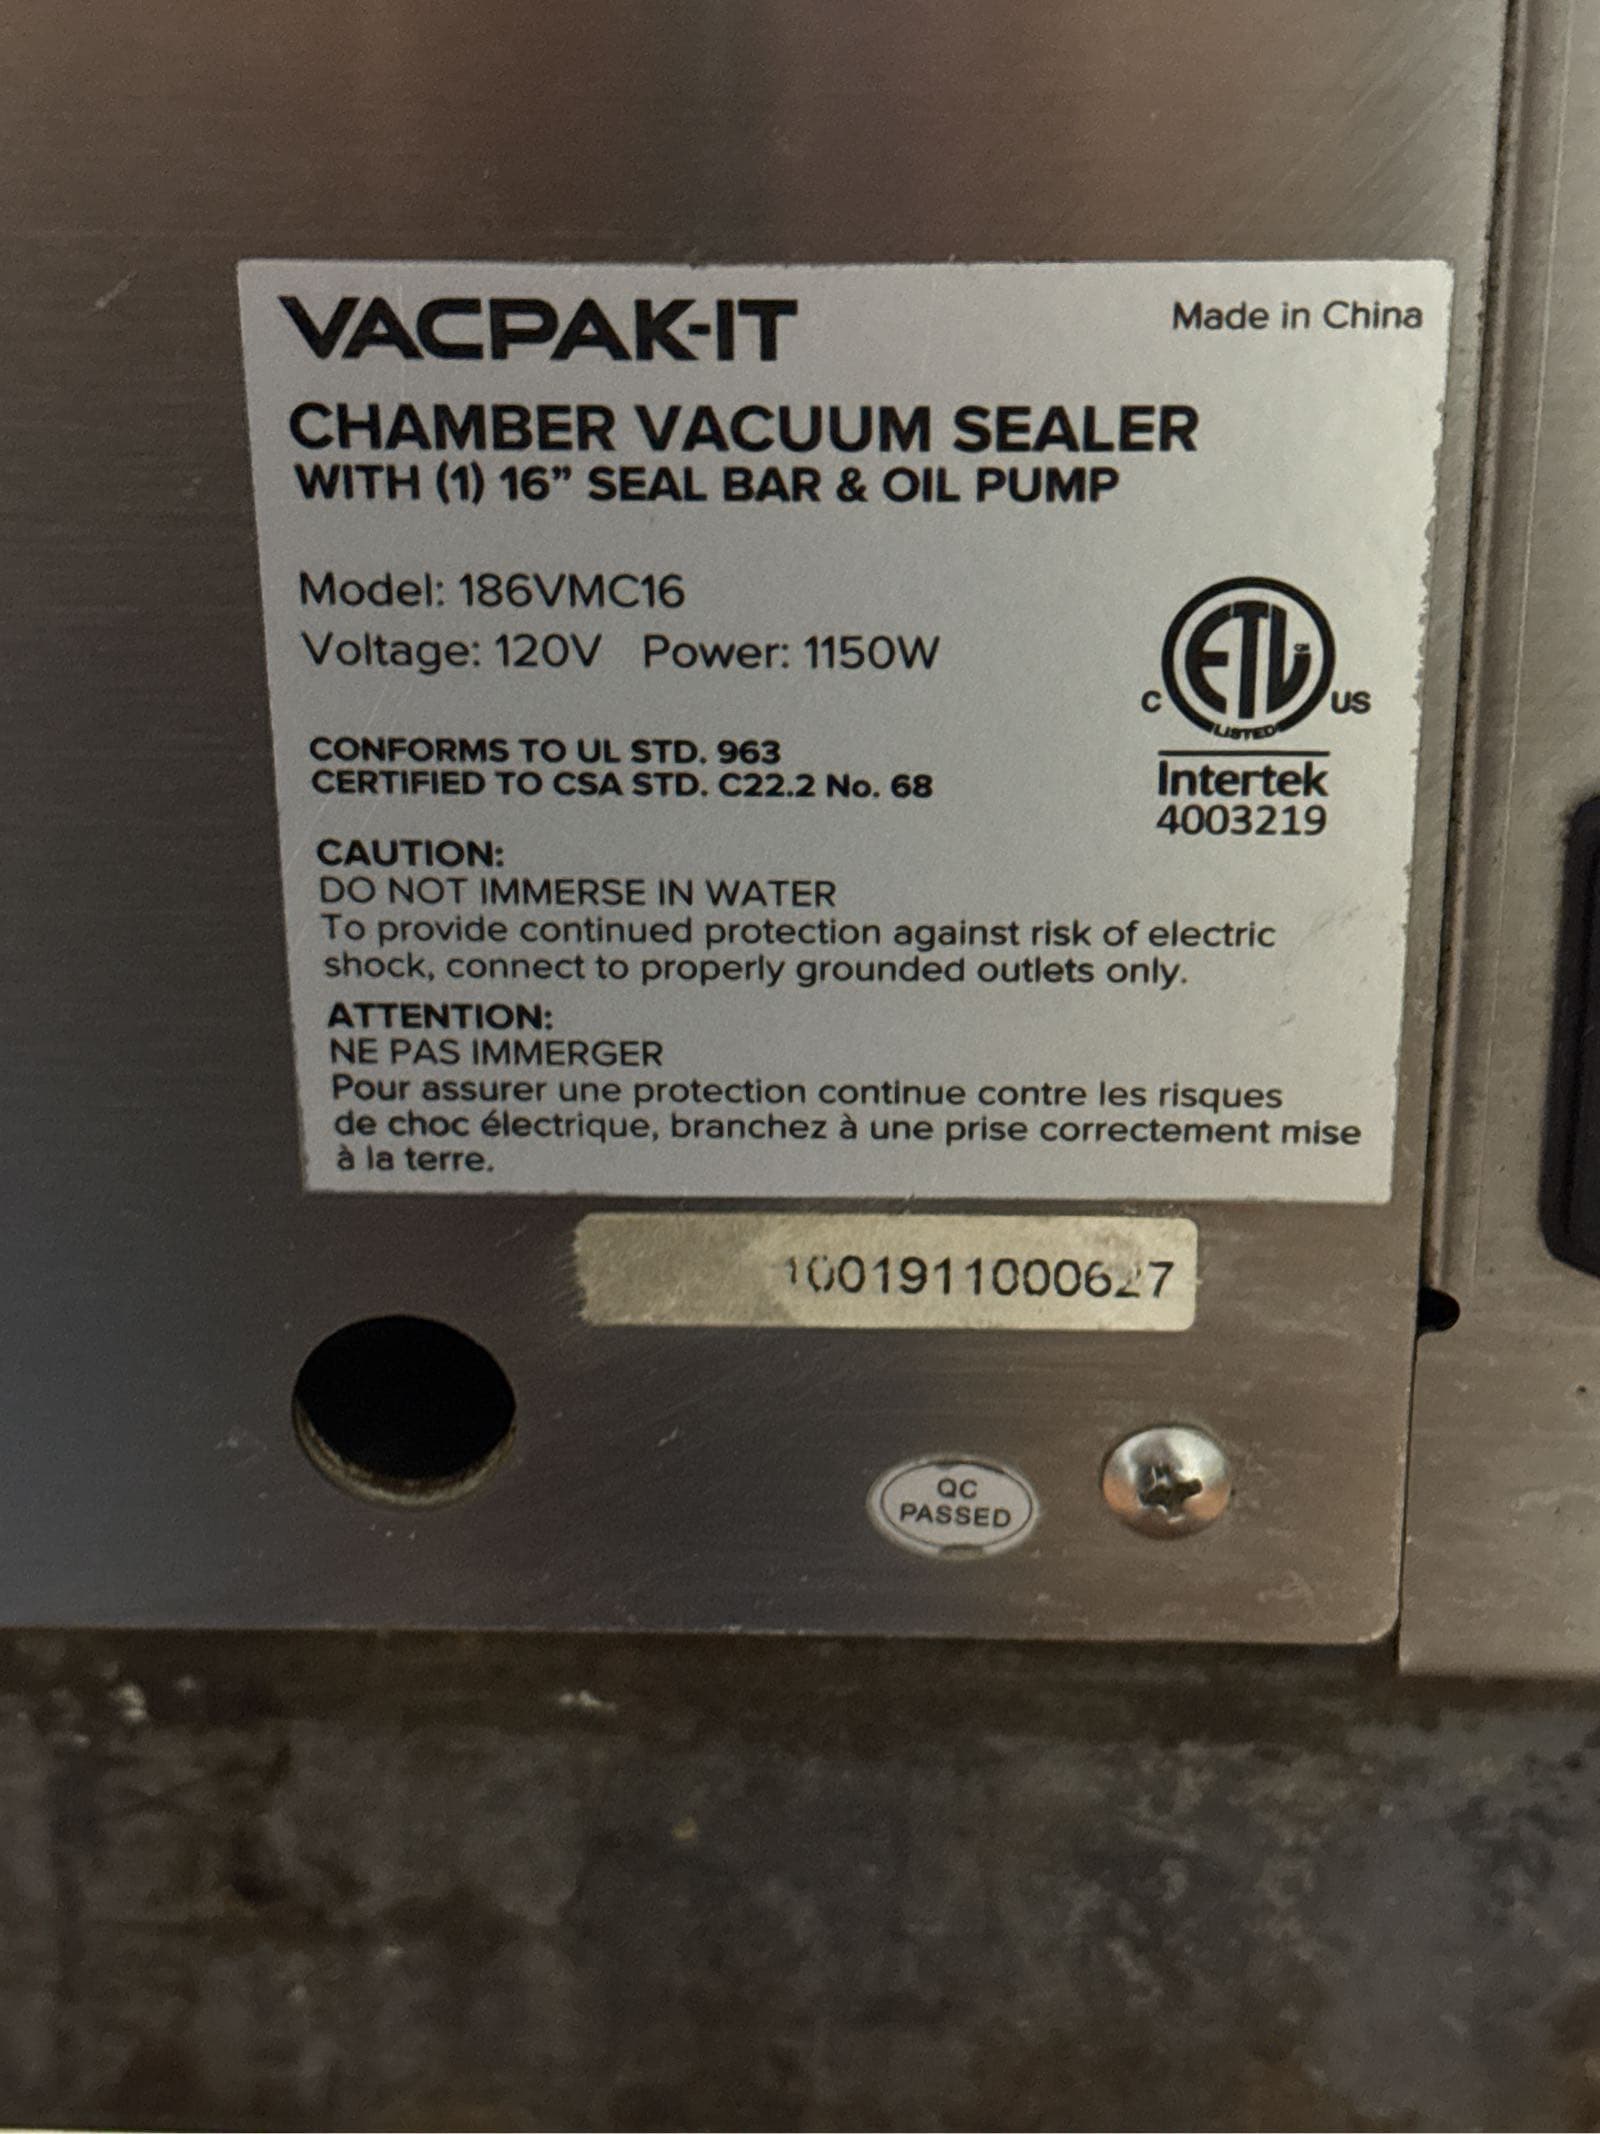 VACPAK-IT
Made in China
CHAMBER VACUUM SEALER
WITH (1) 16” SEAL BAR & OIL PUMP
Model: 186VMC16
Voltage: 120V Power: 1150W
ETL
CM
C US
LISTED
Intertek
4003219
CONFORMS TO UL STD. 963
CERTIFIED TO CSA STD. C22.2 No. 68
CAUTION:
DO NOT IMMERSE IN WATER
To provide continued protection against risk of electric
shock, connect to properly grounded outlets only.
ATTENTION:
NE PAS IMMERGER
Pour assurer une protection continue contre les risques
de choc électrique, branchez à une prise correctement mise
à la terre.
QC
PASSED